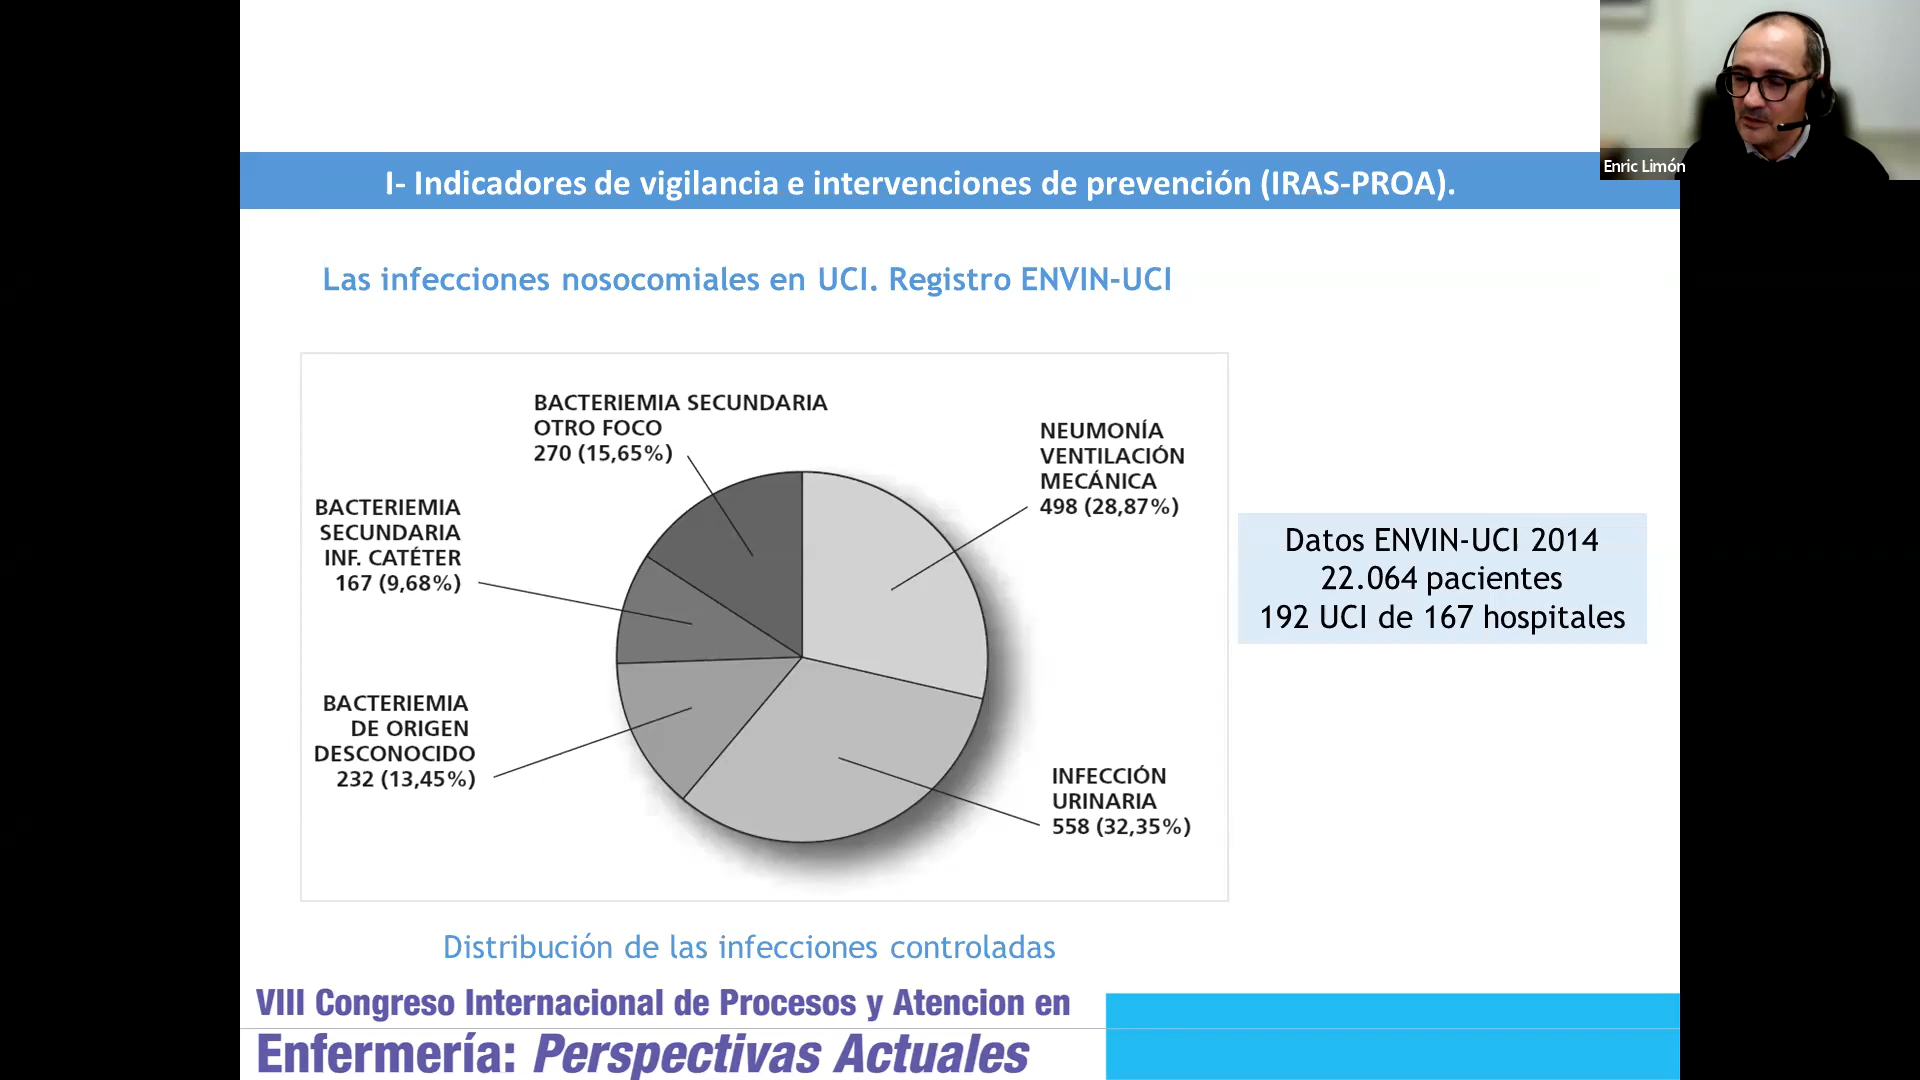 I- Indicadores de vigilancia e intervenciones de prevención (IRAS-PROA).
Enric Limón
Las infecciones nosocomiales en UCI. Registro ENVIN-UCI
BACTERIEMIA SECUNDARIA
OTRO FOCO
270 (15,65%)
NEUMONÍA
VENTILACIÓN
MECÁNICA
498 (28,87%)
BACTERIEMIA
SECUNDARIA
INF. CATÉTER
167 (9,68%)
Datos ENVIN-UCI 2014
22.064 pacientes
192 UCI de 167 hospitales
BACTERIEMIA
DE ORIGEN
DESCONOCIDO
232 (13,45%)
INFECCIÓN
URINARIA
558 (32,35%)
Distribución de las infecciones controladas
VIII Congreso Internacional de Procesos y Atencion en
Enfermería: Perspectivas Actuales